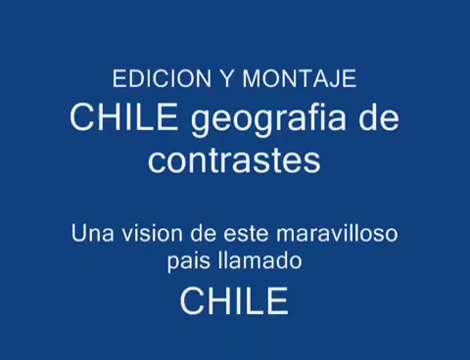 EDICION Y MONTAJE
CHILE geografia de
contrastes
Una vision de este maravilloso
pais llamado
CHILE